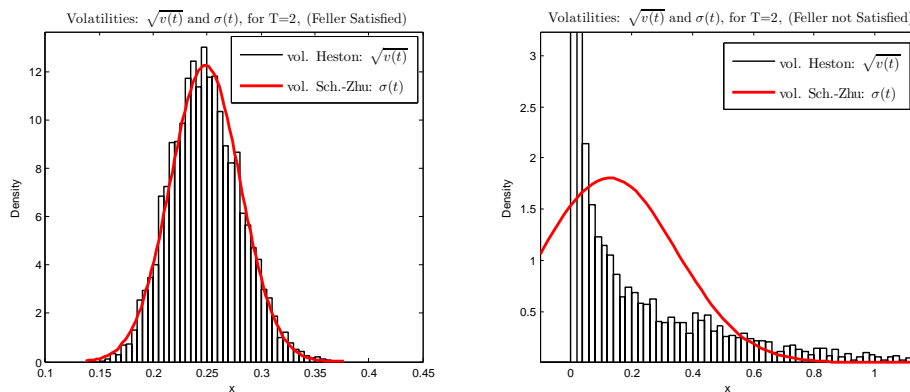 Volatilities: √v(t) and σ(t), for T=2, (Feller Satisfied)
Density
12
10
8
6
4
2
0
0.1 0.15 0.2 0.25 0.3 0.35 0.4 0.45
x
vol. Heston: √v(t)
vol. Sch.-Zhu: σ(t)
Volatilities: √v(t) and σ(t), for T=2, (Feller not Satisfied)
Density
3
2.5
2
1.5
1
0.5
0 0.2 0.4 0.6 0.8 1
x
vol. Heston: √v(t)
vol. Sch.-Zhu: σ(t)